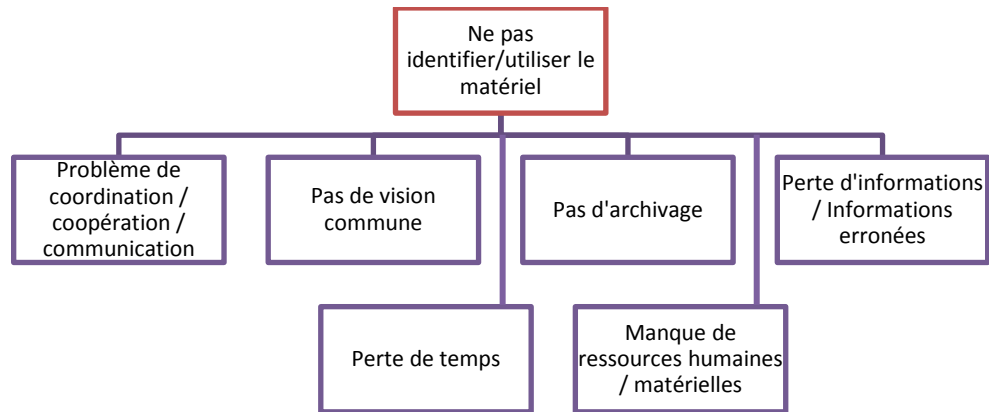 Ne pas
identifier/utiliser le
matériel
Problème de
coordination /
coopération /
communication
Pas de vision
commune
Pas d'archivage
Perte d'informations
/ Informations
erronées
Perte de temps
Manque de
ressources humaines
/ matérielles